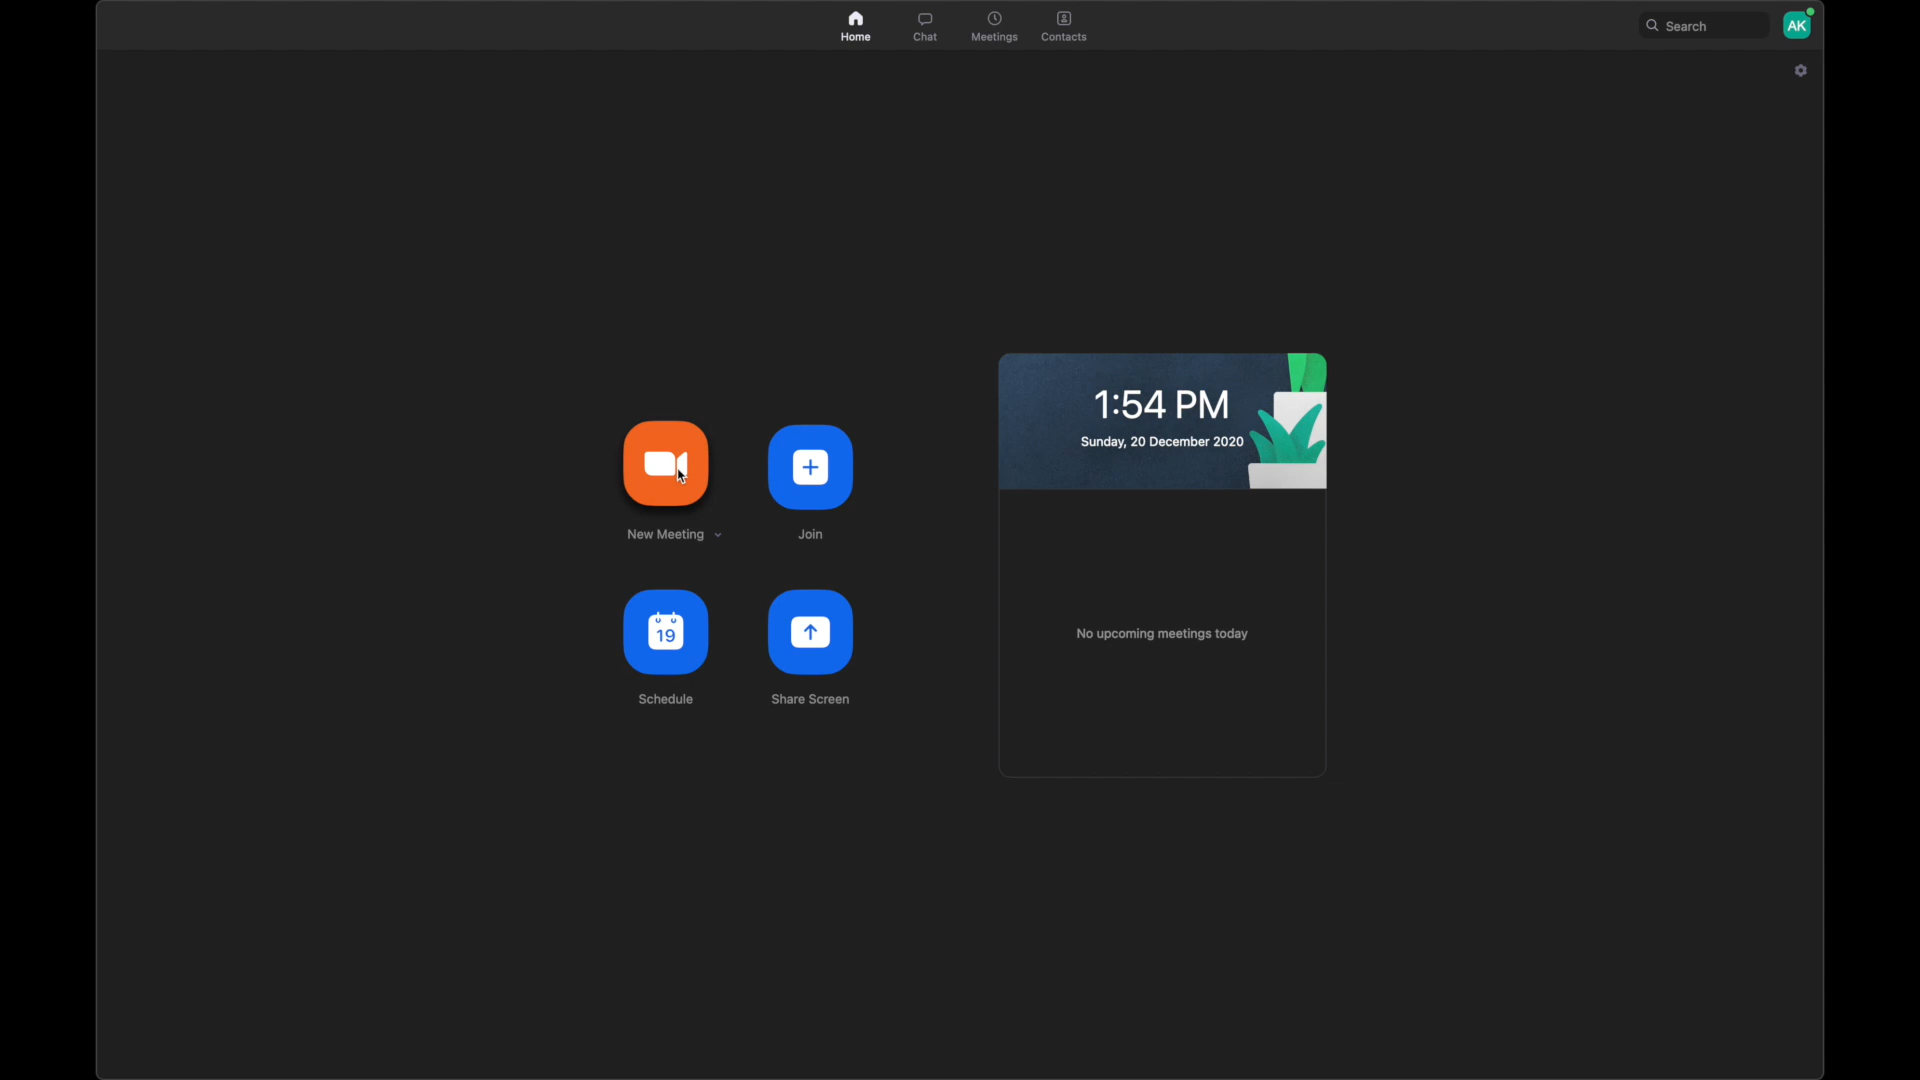 Home
Chat
Meetings
Contacts
Search
AK
1:54 PM
Sunday, 20 December 2020
New Meeting
Join
19
Schedule
Share Screen
No upcoming meetings today